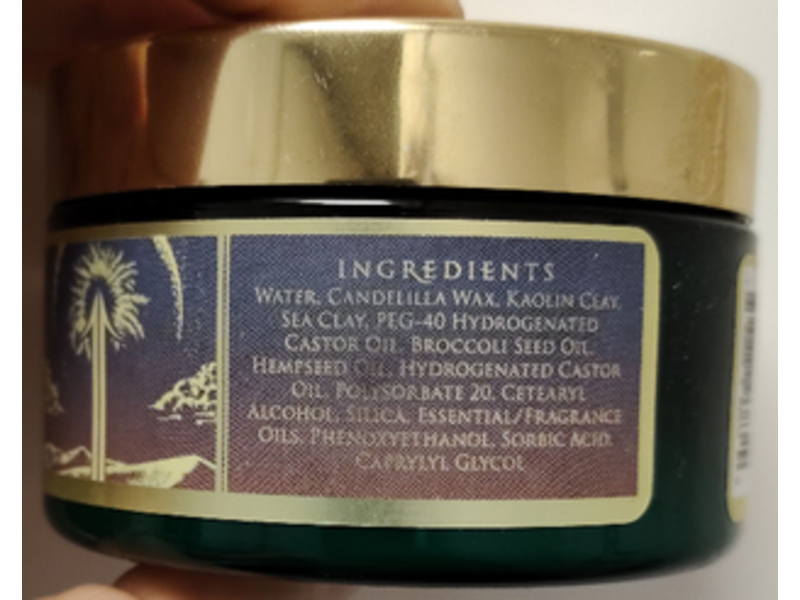 INGREDIENTS
WATER, CANDELILLA WAX, KAOLIN CLAY,
SEA CLAY, PEG-40 HYDROGENATED
CASTOR OIL, BROCCOLI SEED OIL,
HEMPSEED OIL, HYDROGENATED CASTOR
OIL, POLYSORBATE 20, CETEARYL
ALCOHOL, SILICA, ESSENTIAL/FRAGRANCE
OILS, PHENOXYETHANOL, SORBIC ACID,
CAPRYLYL GLYCOL